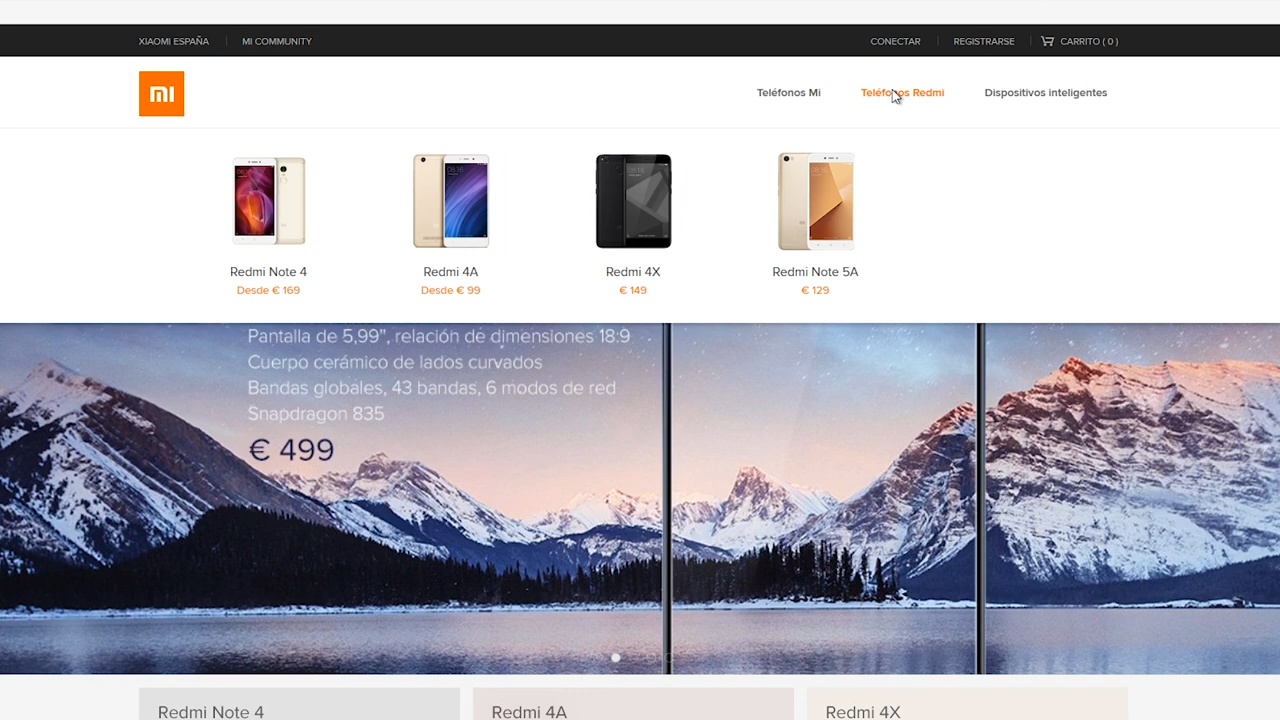 XIAOMI ESPAÑA
MI COMMUNITY
CONECTAR
REGISTRARSE
CARRITO ( 0 )
mi
Teléfonos Mi
Teléfonos Redmi
Dispositivos inteligentes
Redmi Note 4
Desde € 169
Redmi 4A
Desde € 99
Redmi 4X
€ 149
Redmi Note 5A
€ 129
Pantalla de 5,99", relación de dimensiones 18:9
Cuerpo cerámico de lados curvados
Bandas globales, 43 bandas, 6 modos de red
Snapdragon 835
€ 499
Redmi Note 4
Redmi 4A
Redmi 4X